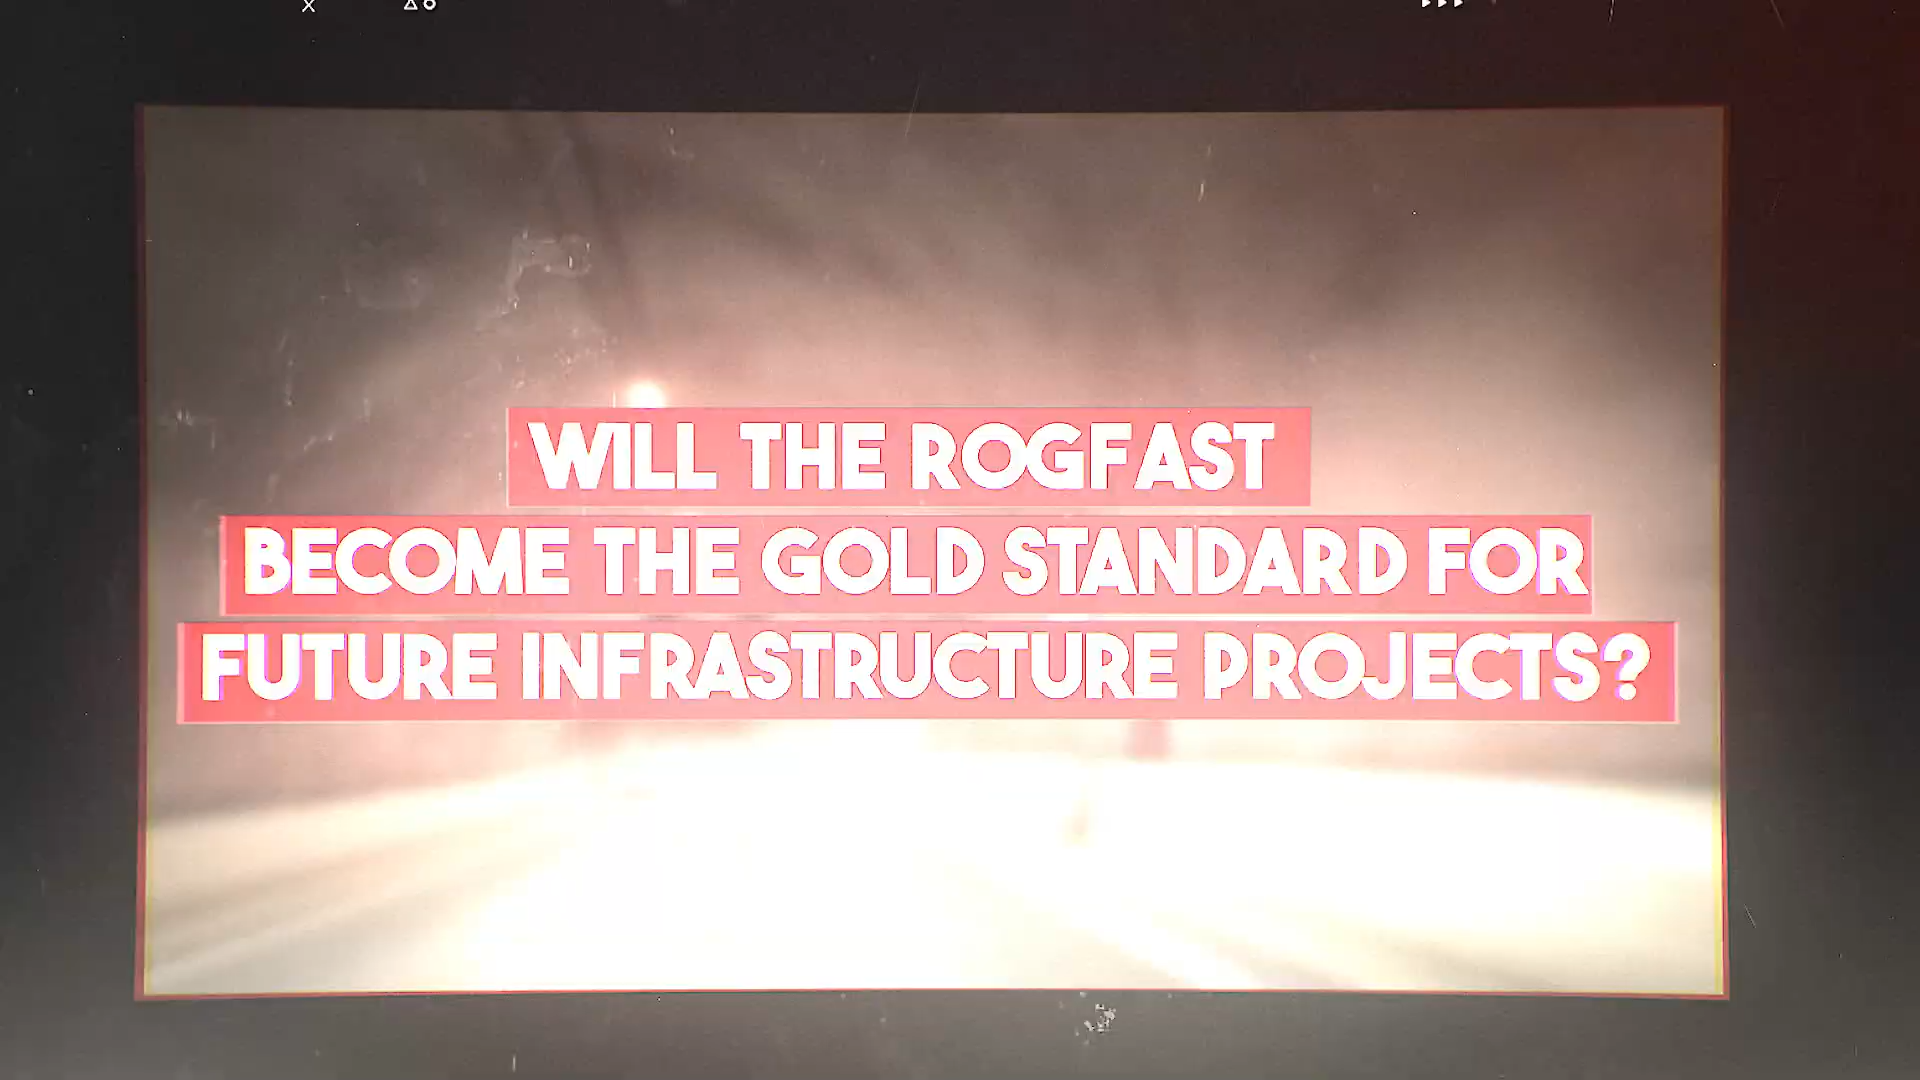 WILL THE ROGFAST
BECOME THE GOLD STANDARD FOR
FUTURE INFRASTRUCTURE PROJECTS?